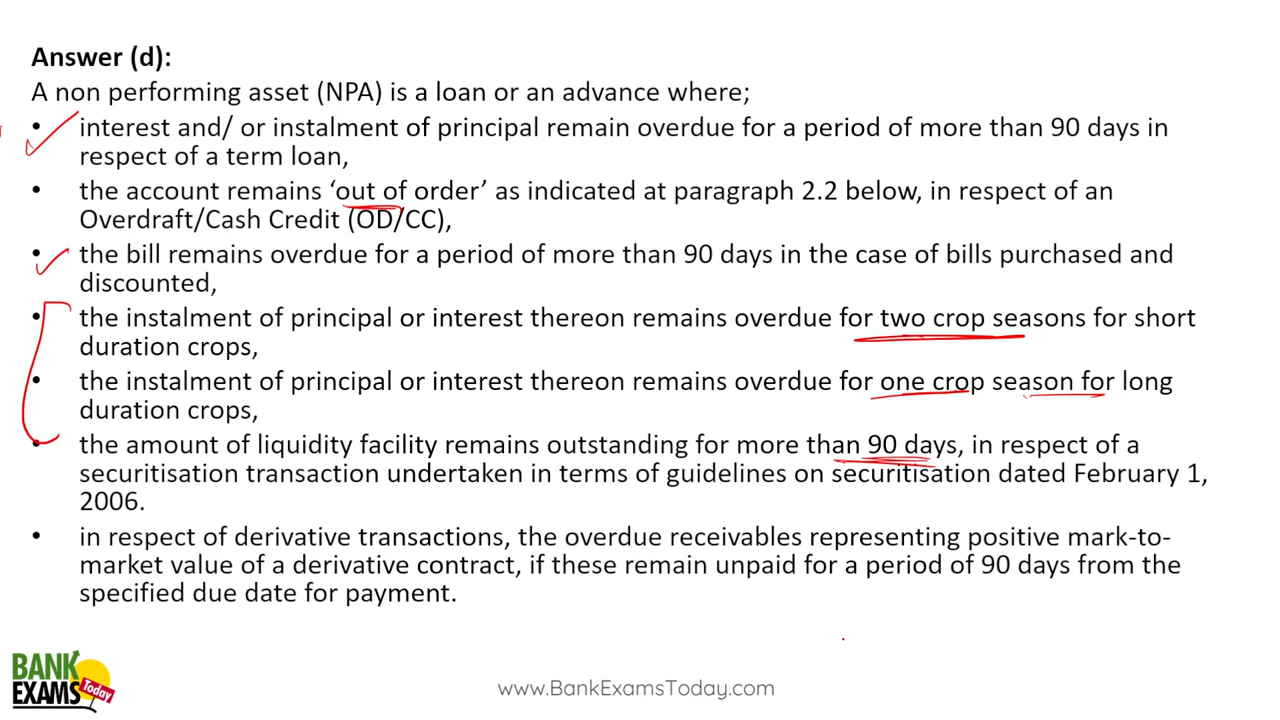 Answer (d):
A non performing asset (NPA) is a loan or an advance where;
• interest and/ or instalment of principal remain overdue for a period of more than 90 days in
respect of a term loan,
• the account remains ‘out of order’ as indicated at paragraph 2.2 below, in respect of an
Overdraft/Cash Credit (OD/CC),
• the bill remains overdue for a period of more than 90 days in the case of bills purchased and
discounted,
• the instalment of principal or interest thereon remains overdue for two crop seasons for short
duration crops,
• the instalment of principal or interest thereon remains overdue for one crop season for long
duration crops,
• the amount of liquidity facility remains outstanding for more than 90 days, in respect of a
securitisation transaction undertaken in terms of guidelines on securitisation dated February 1,
2006.
• in respect of derivative transactions, the overdue receivables representing positive mark-to-
market value of a derivative contract, if these remain unpaid for a period of 90 days from the
specified due date for payment.
BANK
EXAMS
Today
www.BankExamsToday.com